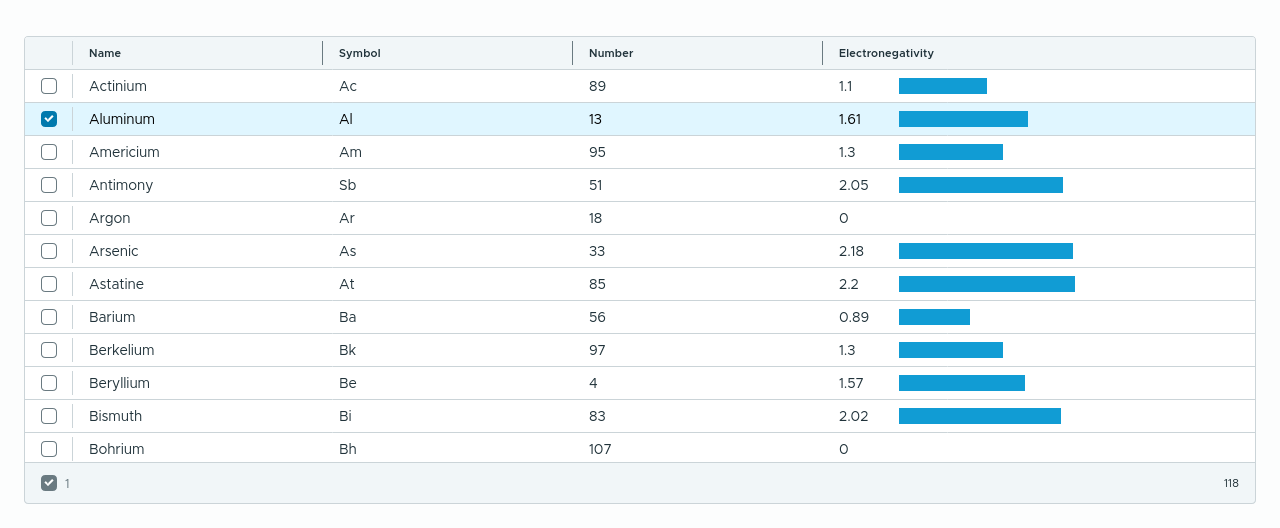 Name Symbol Number Electronegativity
Actinium Ac 89 1.1
Aluminum Al 13 1.61
Americium Am 95 1.3
Antimony Sb 51 2.05
Argon Ar 18 0
Arsenic As 33 2.18
Astatine At 85 2.2
Barium Ba 56 0.89
Berkelium Bk 97 1.3
Beryllium Be 4 1.57
Bismuth Bi 83 2.02
Bohrium Bh 107 0
1 118